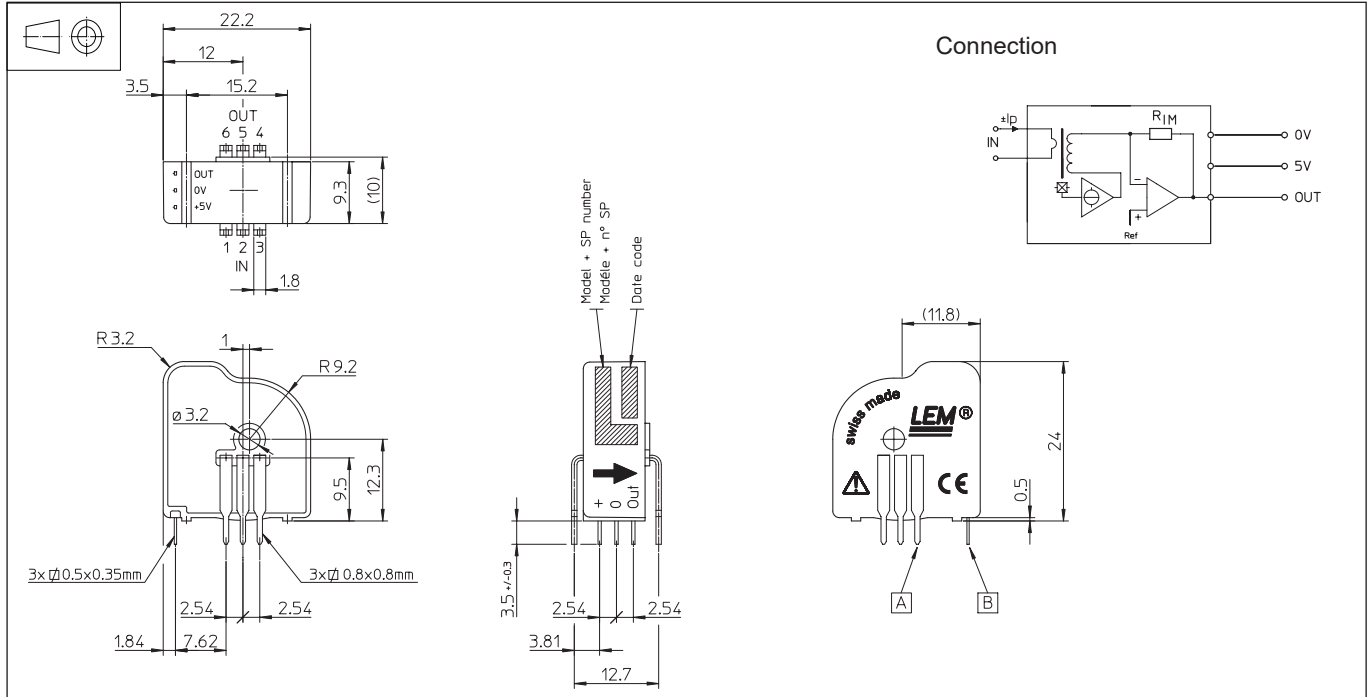 22.2
12
3.5
15.2
OUT
6 5 4
OUT
0V
+5V
9.3
(10)
1 2 3
IN
1.8
Connection
±Ip
IN
RIM
Ref
0V
5V
OUT
R3.2
1
R9.2
ø3.2
9.5
12.3
3x 0.5x0.35mm
3x 0.8x0.8mm
2.54
2.54
1.84
7.62
Model + SP number
Modéle + n° SP
Date code
+
0
Out
3.5 +/-0.3
2.54
2.54
3.81
12.7
(11.8)
swiss made
LEM®
CE
24
0.5
A
B